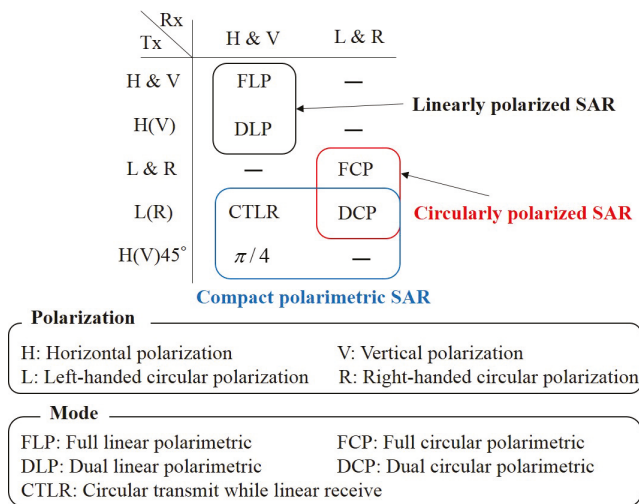 Rx
Tx
H & V L & R
H & V FLP —
Linearly polarized SAR
H(V) DLP —
L & R — FCP
L(R) CTLR DCP
Circularly polarized SAR
H(V)45° π/4 —
Compact polarimetric SAR
Polarization
H: Horizontal polarization V: Vertical polarization
L: Left-handed circular polarization R: Right-handed circular polarization
Mode
FLP: Full linear polarimetric FCP: Full circular polarimetric
DLP: Dual linear polarimetric DCP: Dual circular polarimetric
CTLR: Circular transmit while linear receive